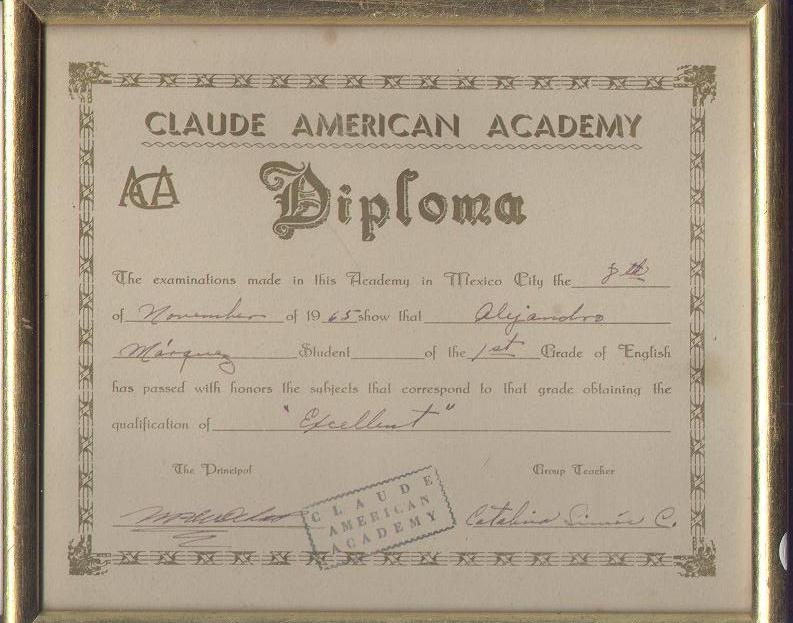 CLAUDE AMERICAN ACADEMY
ACA
Diploma
The examinations made in this Academy in Mexico City the 8th
of November of 1965 show that Alejandro
Márquez Student of the 1st Grade of English
has passed with honors the subjects that correspond to that grade obtaining the
qualification of "Excellent"
The Principal Group Teacher
CLAUDE
AMERICAN
ACADEMY
Catalina Simón C.